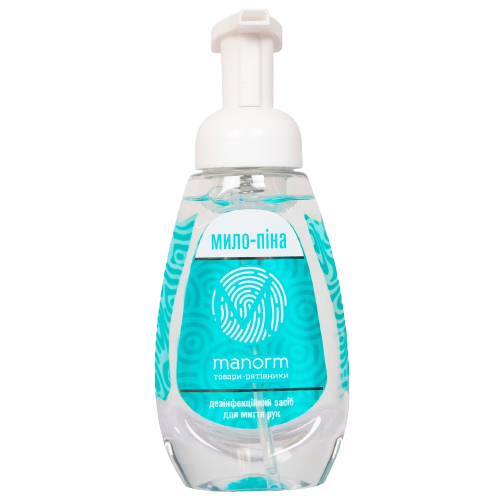 мило-піна
manorm
товари-рятівники
дезінфекційний засіб
для миття рук